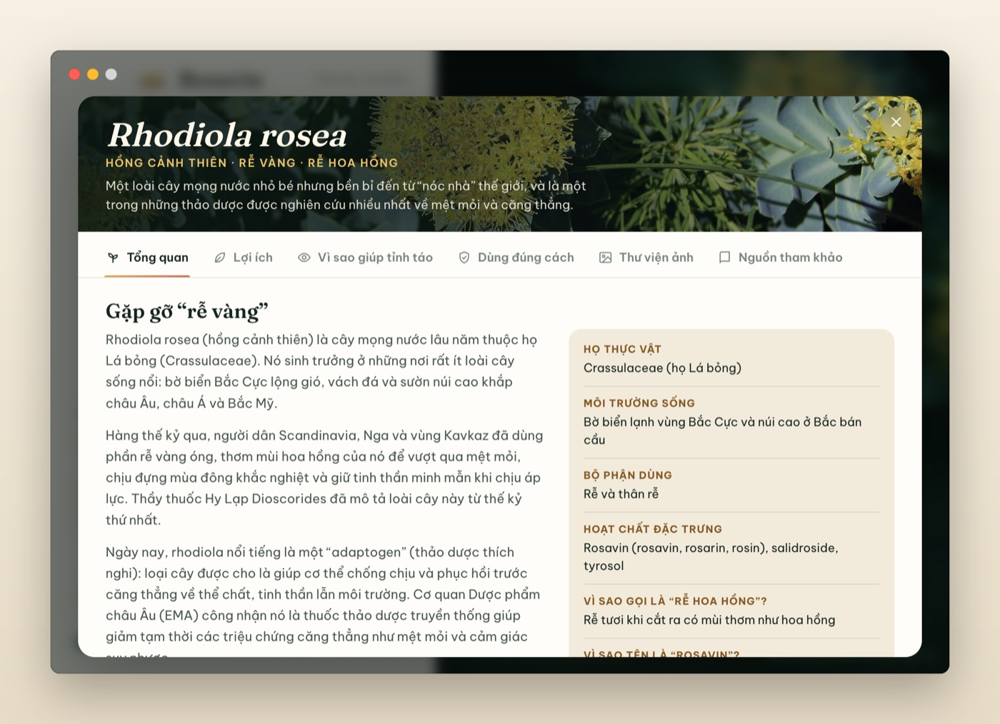 Rhodiola rosea
HỒNG CẢNH THIÊN · RỄ VÀNG · RỄ HOA HỒNG
Một loài cây mọng nước nhỏ bé nhưng bền bỉ đến từ “nóc nhà” thế giới, và là một
trong những thảo dược được nghiên cứu nhiều nhất về mệt mỏi và căng thẳng.
Tổng quan
Lợi ích
Vì sao giúp tỉnh táo
Dùng đúng cách
Thư viện ảnh
Nguồn tham khảo
Gặp gỡ “rễ vàng”
Rhodiola rosea (hồng cảnh thiên) là cây mọng nước lâu năm thuộc họ
Lá bỏng (Crassulaceae). Nó sinh trưởng ở những nơi rất ít loài cây
sống nổi: bờ biển Bắc Cực lộng gió, vách đá và sườn núi cao khắp
châu Âu, châu Á và Bắc Mỹ.
Hàng thế kỷ qua, người dân Scandinavia, Nga và vùng Kavkaz đã dùng
phần rễ vàng óng, thơm mùi hoa hồng của nó để vượt qua mệt mỏi,
chịu đựng mùa đông khắc nghiệt và giữ tinh thần minh mẫn khi chịu áp
lực. Thầy thuốc Hy Lạp Dioscorides đã mô tả loài cây này từ thế kỷ
thứ nhất.
Ngày nay, rhodiola nổi tiếng là một “adaptogen” (thảo dược thích
nghi): loại cây được cho là giúp cơ thể chống chịu và phục hồi trước
căng thẳng về thể chất, tinh thần lẫn môi trường. Cơ quan Dược phẩm
châu Âu (EMA) công nhận nó là thuốc thảo dược truyền thống giúp
giảm tạm thời các triệu chứng căng thẳng như mệt mỏi và cảm giác
HỌ THỰC VẬT
Crassulaceae (họ Lá bỏng)
MÔI TRƯỜNG SỐNG
Bờ biển lạnh vùng Bắc Cực và núi cao ở Bắc bán
cầu
BỘ PHẬN DÙNG
Rễ và thân rễ
HOẠT CHẤT ĐẶC TRƯNG
Rosavin (rosavin, rosarin, rosin), salidroside,
tyrosol
VÌ SAO GỌI LÀ “RỄ HOA HỒNG”?
Rễ tươi khi cắt ra có mùi thơm như hoa hồng
VÌ SAO TÊN LÀ “ROSAVIN”?